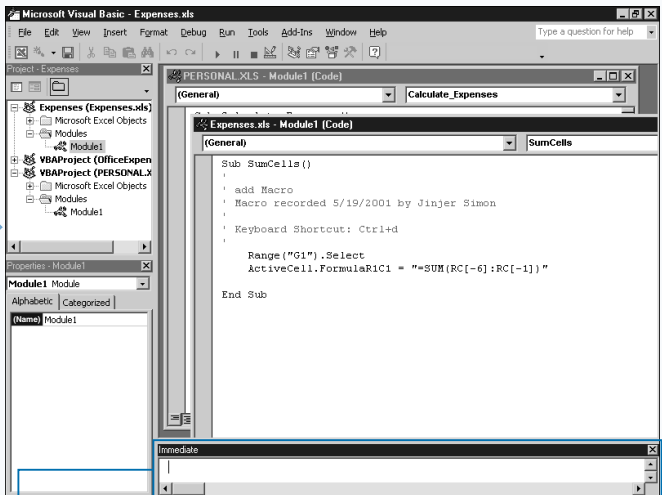 Microsoft Visual Basic - Expenses.xls
File Edit View Insert Format Debug Run Tools Add-Ins Window Help
Type a question for help
Project - Expenses
Expenses (Expenses.xls)
Microsoft Excel Objects
Modules
Module1
VBAProject (OfficeExpen
VBAProject (PERSONAL.X
Microsoft Excel Objects
Modules
Module1
Properties - Module1
Module1 Module
Alphabetic Categorized
(Name) Module1
PERSONAL.XLS - Module1 (Code)
(General) Calculate_Expenses
Expenses.xls - Module1 (Code)
(General) SumCells
Sub SumCells()
'
' add Macro
' Macro recorded 5/19/2001 by Jinjer Simon
'
' Keyboard Shortcut: Ctrl+d
'
Range("G1").Select
ActiveCell.FormulaR1C1 = "=SUM(RC[-6]:RC[-1])"
End Sub
Immediate